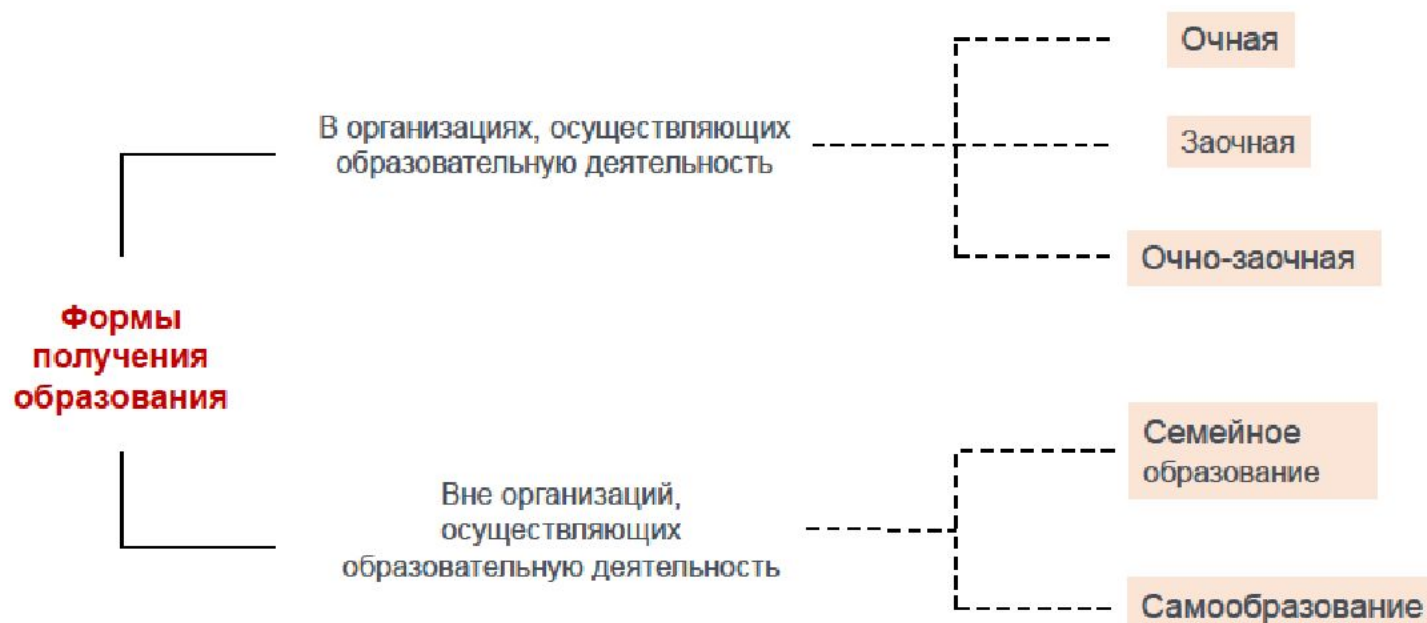 Формы
получения
образования
В организациях, осуществляющих
образовательную деятельность
Очная
Заочная
Очно-заочная
Вне организаций,
осуществляющих
образовательную деятельность
Семейное
образование
Самообразование